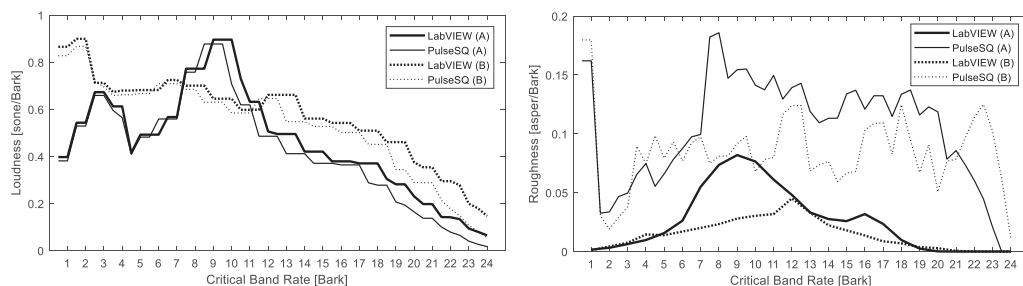 1
0.8
0.6
0.4
0.2
0
Loudness [sone/Bark]
1 2 3 4 5 6 7 8 9 10 11 12 13 14 15 16 17 18 19 20 21 22 23 24
Critical Band Rate [Bark]
LabVIEW (A)
PulseSQ (A)
LabVIEW (B)
PulseSQ (B)
0.2
0.15
0.1
0.05
0
Roughness [asper/Bark]
1 2 3 4 5 6 7 8 9 10 11 12 13 14 15 16 17 18 19 20 21 22 23 24
Critical Band Rate [Bark]
LabVIEW (A)
PulseSQ (A)
LabVIEW (B)
PulseSQ (B)